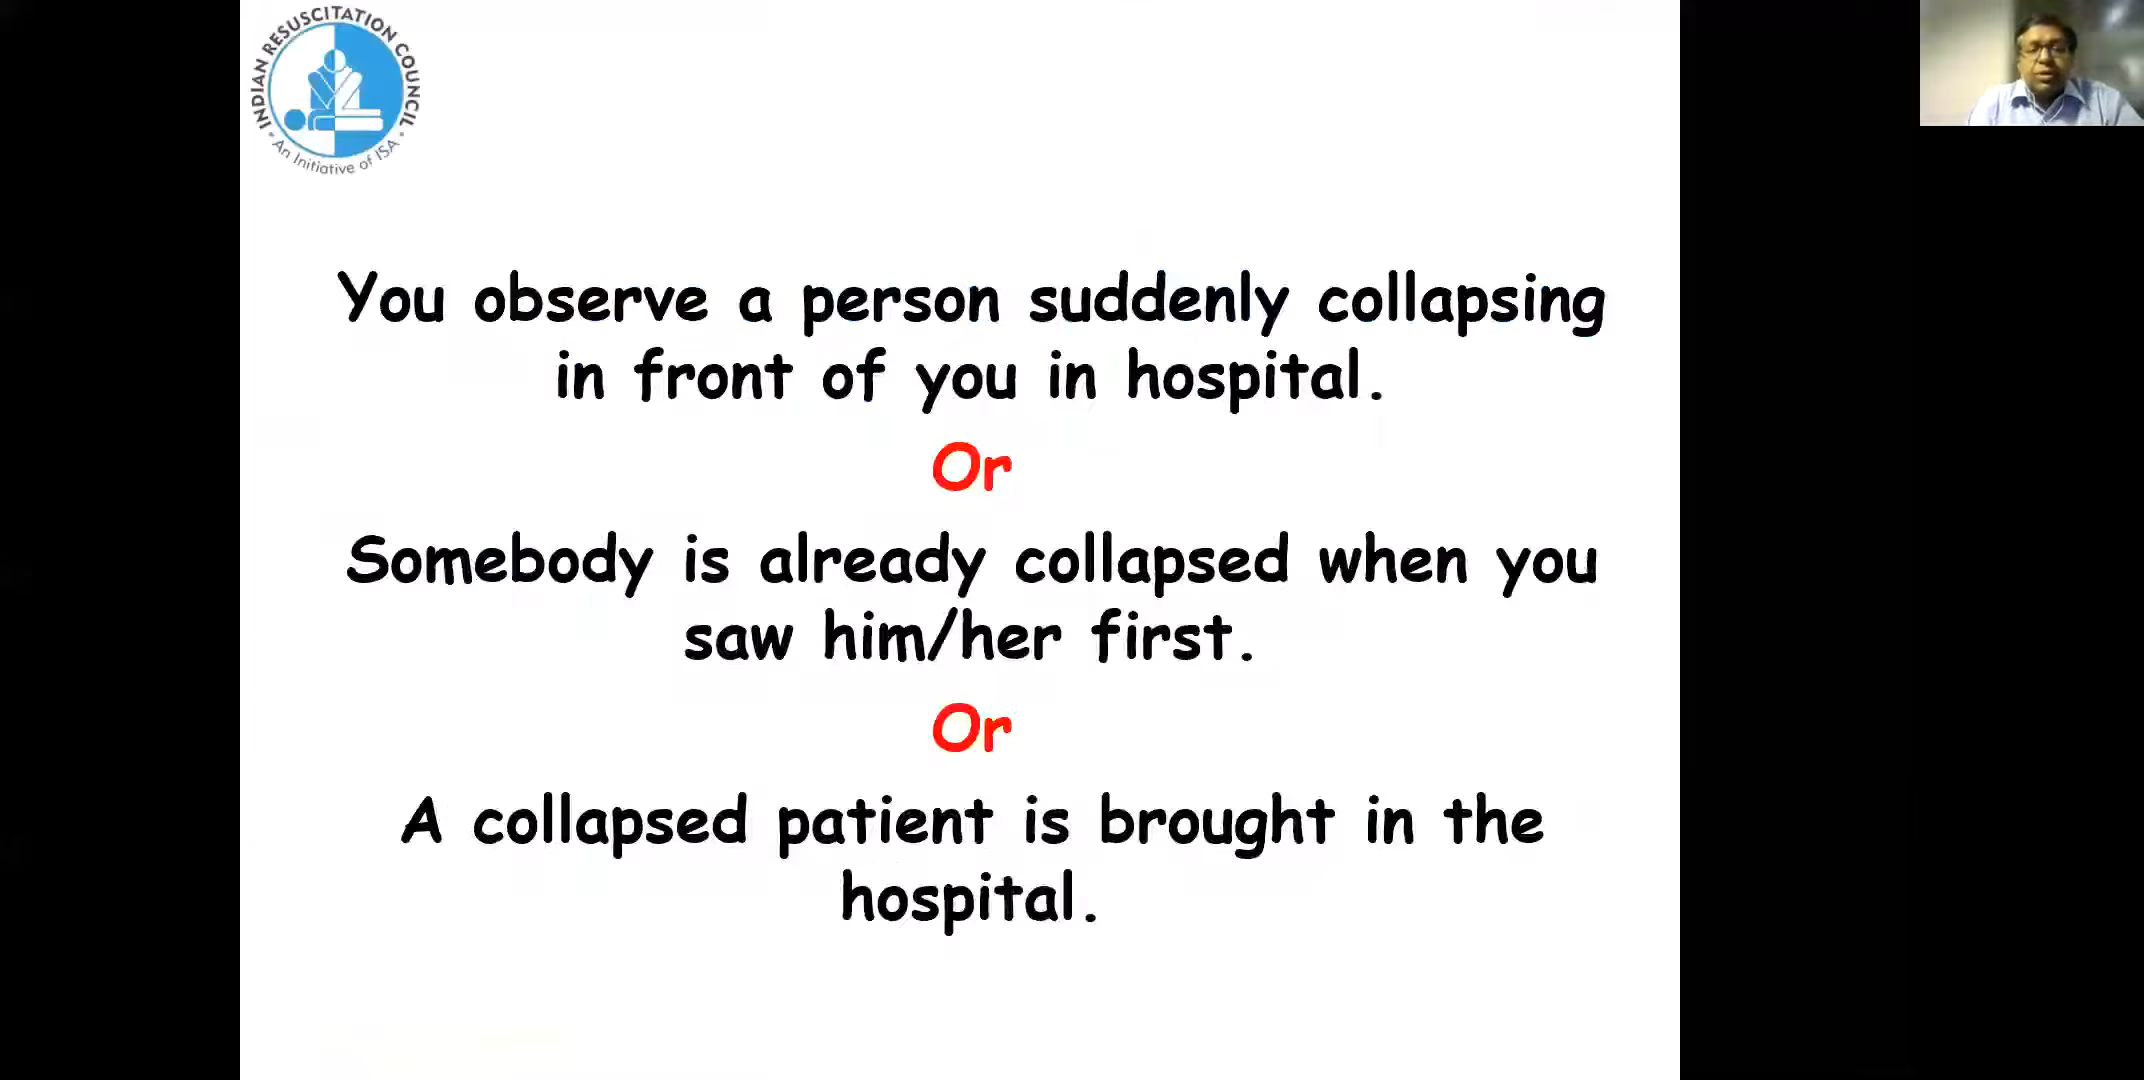 INDIAN RESUSCITATION COUNCIL
An Initiative of ISA
You observe a person suddenly collapsing
in front of you in hospital.
Or
Somebody is already collapsed when you
saw him/her first.
Or
A collapsed patient is brought in the
hospital.